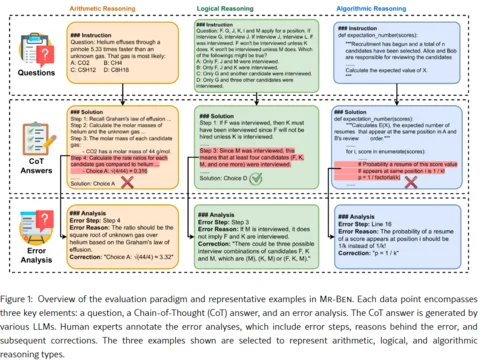 Arithmetic Reasoning
Logical Reasoning
Algorithmic Reasoning
Questions
### Instruction
Question: Helium effuses through a
pinhole 5.33 times faster than an
unknown gas. That gas is most likely:
A: CO2 B: CH4
C: C5H12 D: C8H18
### Instruction
Question: F, G, J, K, I and M apply for a position. If
interview G, interview J. If interview J, interview L. F
was interviewed. F won't be interviewed unless K
does. K won't be interviewed unless M does. Which
of the followings might be true?
A: Only F, J and M were interviewed.
B: Only F, J and K were interviewed.
C: Only G and another candidate were interviewed.
D: Only G and three other candidates were
interviewed.
### Instruction
def expectation_number(scores):
"""Recruitment has begun and a total of n
candidates have been selected. Alice and Bob
are responsible for reviewing the candidates
......
Calculate the expected value of X.
"""
CoT
Answers
### Solution
Step 1: Recall Graham's law of effusion ...
Step 2: Calculate the molar masses of
helium and the unknown gas ...
Step 3: The molar mass of each candidate
gas:
- CO2 has a molar mass of 44 g/mol.
Step 4: Calculate the rate ratios for each
candidate gas compared to helium ...
- Choice A: √(4/44) = 0.316
......
Solution: Choice A
### Solution
Step 1: If F was interviewed, then K must
have been interviewed since F will not be
hired unless K is interviewed.
......
Step 3: Since M was interviewed, this
means that at least four candidates (F, K,
M, and one more) were interviewed.
......
Solution: Choice D
### Solution
def expectation_number(scores):
"""Calculates E(X), the expected number of
resumes that appear at the same position in A and
B's review order."""
......
for i, score in enumerate(scores):
......
# Probability of this score value
# appears at same position i is 1 / k!
p = 1 / factorial(k)
......
Error
Analysis
### Analysis
Error Step: Step 4
Error Reason: The ratio should be the
square root of unknown gas over
helium based on the Graham's law of
effusion.
Correction: "Choice A: √(44/4) = 3.32"
### Analysis
Error Step: Step 3
Error Reason: If M is interviewed, it does
not imply F and K are interviewed.
Correction: "There could be three possible
interview combinations of candidates F, K
and M, which are (M), (K, M) or (F, K, M)."
### Analysis
Error Step: Line 16
Error Reason: The probability of a resume
of a score appears at position i should be
1/k instead of 1/k!
Correction: "p = 1 / k"
Figure 1: Overview of the evaluation paradigm and representative examples in MR-BEN. Each data point encompasses
three key elements: a question, a Chain-of-Thought (CoT) answer, and an error analysis. The CoT answer is generated by
various LLMs. Human experts annotate the error analyses, which include error steps, reasons behind the error, and
subsequent corrections. The three examples shown are selected to represent arithmetic, logical, and algorithmic
reasoning types.